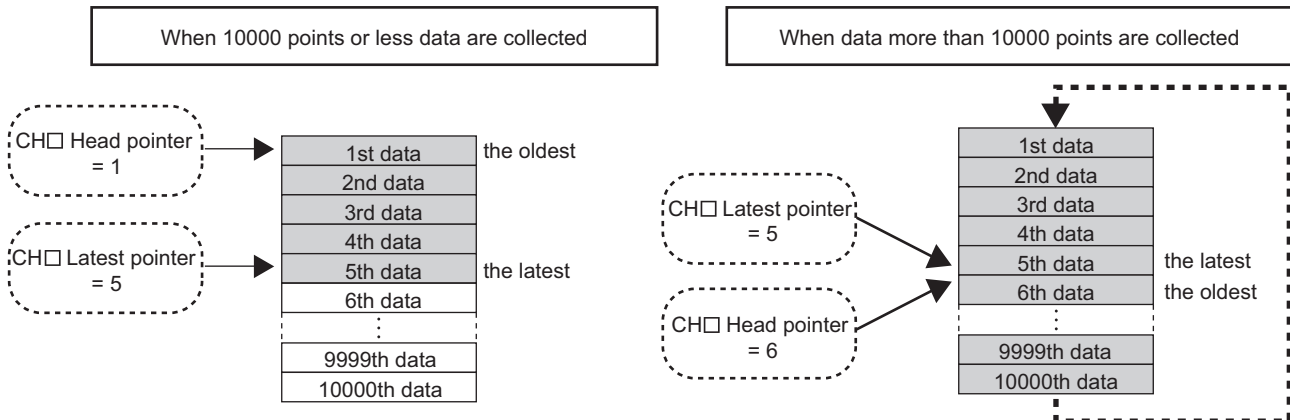 When 10000 points or less data are collected
CH□ Head pointer
= 1
CH□ Latest pointer
= 5
1st data
2nd data
3rd data
4th data
5th data
6th data
⋮
9999th data
10000th data
the oldest
the latest
When data more than 10000 points are collected
CH□ Latest pointer
= 5
CH□ Head pointer
= 6
1st data
2nd data
3rd data
4th data
5th data
6th data
⋮
9999th data
10000th data
the latest
the oldest